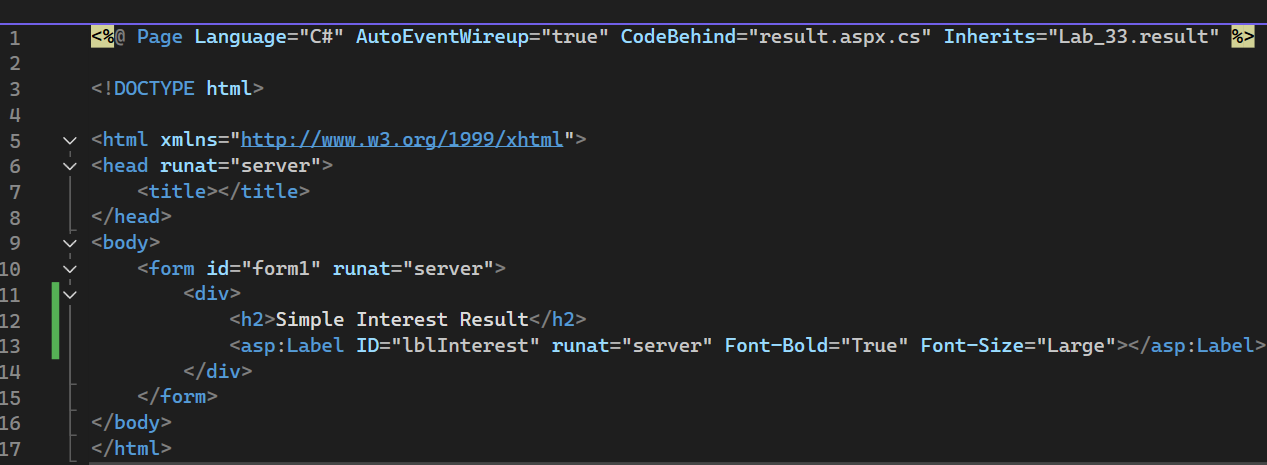 1 <%@ Page Language="C#" AutoEventWireup="true" CodeBehind="result.aspx.cs" Inherits="Lab_33.result" %>
2
3 <!DOCTYPE html>
4
5 <html xmlns="http://www.w3.org/1999/xhtml">
6 <head runat="server">
7     <title></title>
8 </head>
9 <body>
10     <form id="form1" runat="server">
11         <div>
12             <h2>Simple Interest Result</h2>
13             <asp:Label ID="lblInterest" runat="server" Font-Bold="True" Font-Size="Large"></asp:Label>
14         </div>
15     </form>
16 </body>
17 </html>